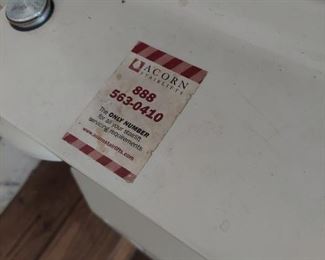 ACORN
STAIRLIFTS
888
563-0410
The ONLY NUMBER
for all your stairlift
servicing requirements.
www.acornstairlifts.com